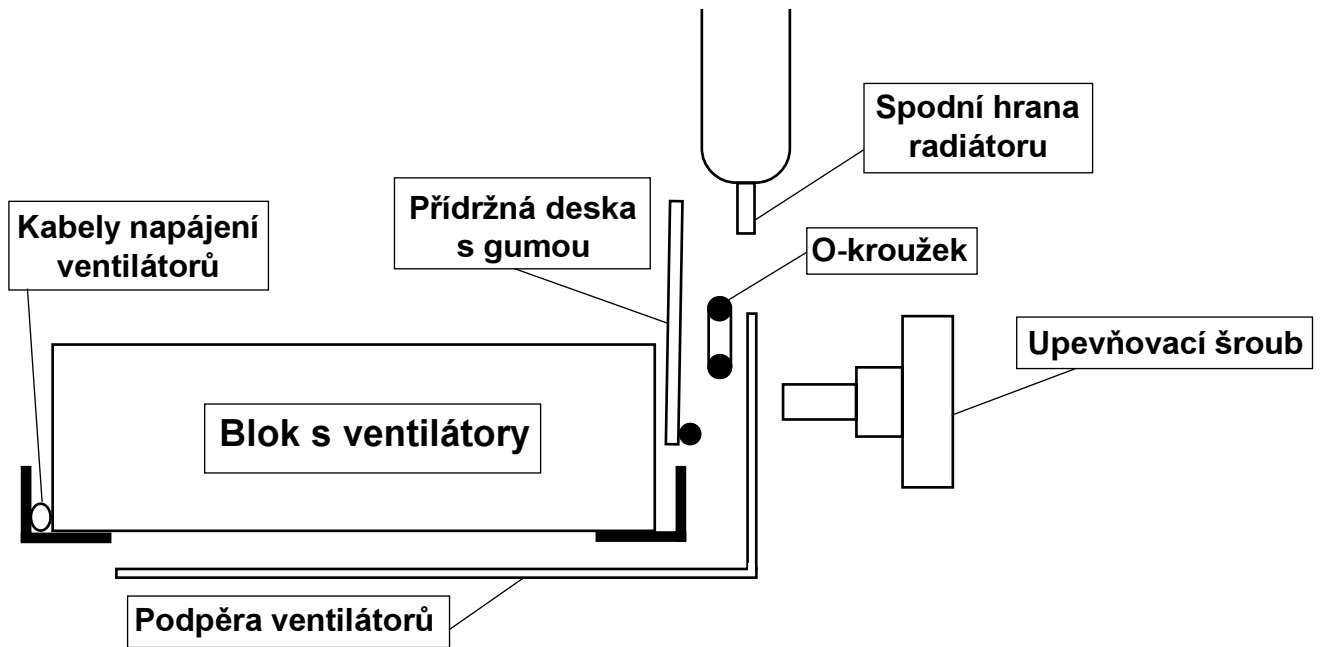 Spodní hrana
radiátoru
Přídržná deska
s gumou
Kabely napájení
ventilátorů
O-kroužek
Upevňovací šroub
Blok s ventilátory
Podpěra ventilátorů